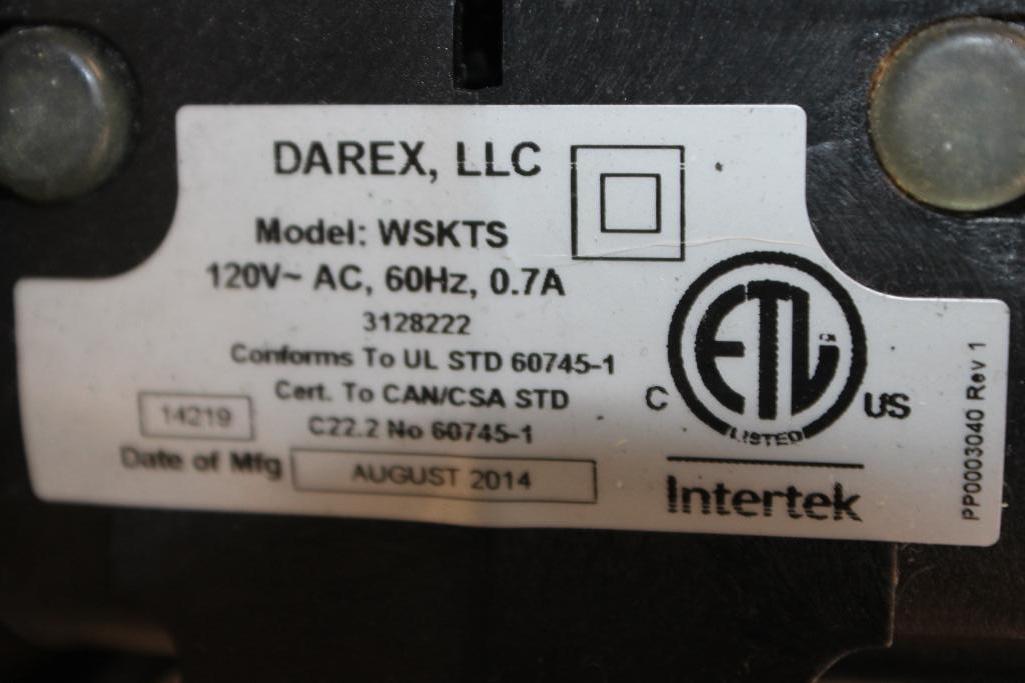 DAREX, LLC
Model: WSKTS
120V~ AC, 60Hz, 0.7A
3128222
Conforms To UL STD 60745-1
Cert. To CAN/CSA STD
C22.2 No 60745-1
14219
Date of Mfg AUGUST 2014
ETL
LISTED
C US
Intertek
PP0003040 Rev 1